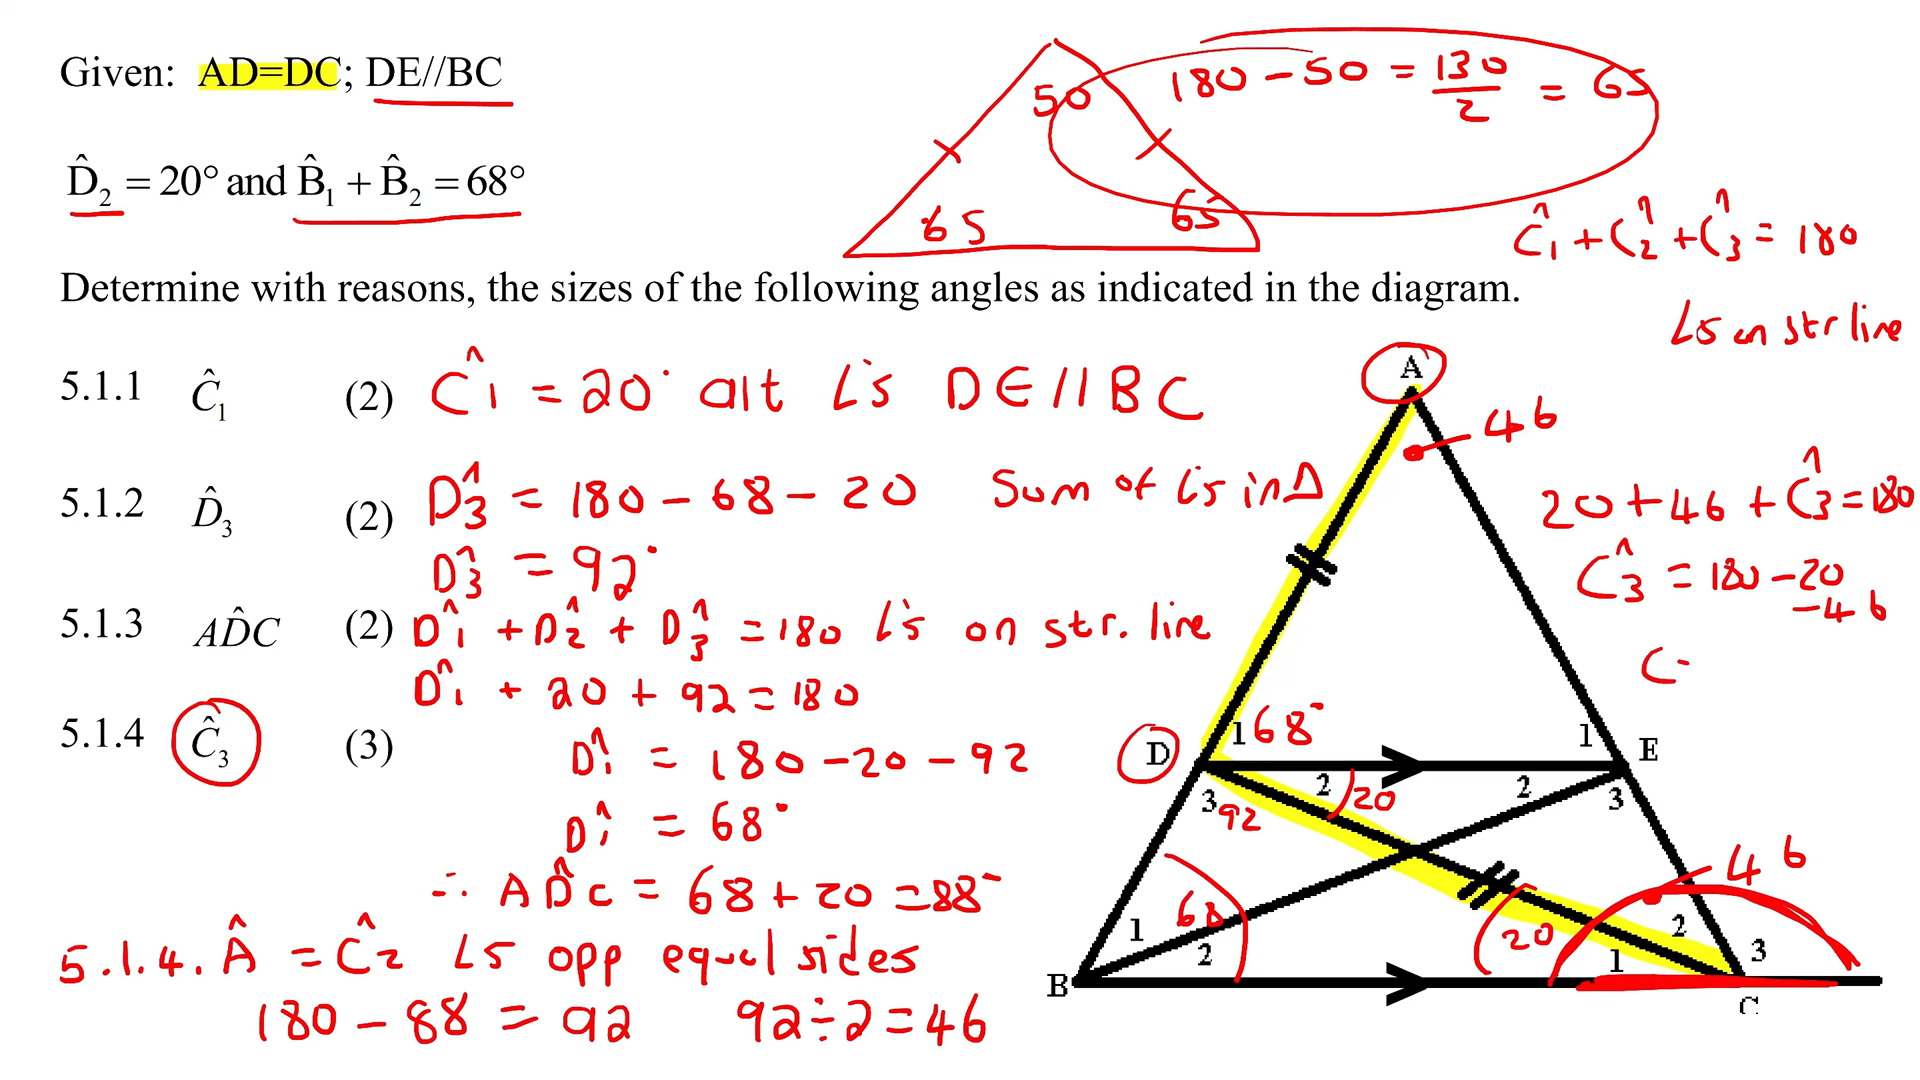 Given: AD=DC; DE//BC
D̂₂ = 20° and B̂₁ + B̂₂ = 68°
50
65
65
180 - 50 = 130/2 = 65
Ĉ1 + Ĉ2 + Ĉ3 = 180
∠s on str line
Determine with reasons, the sizes of the following angles as indicated in the diagram.
5.1.1 Ĉ₁ (2) Ĉ1 = 20° alt ∠'s DE//BC
5.1.2 D̂₃ (2) D̂3 = 180 - 68 - 20 Sum of ∠'s in Δ
D̂3 = 92°
5.1.3 AD̂C (2) D̂1 + D̂2 + D̂3 = 180 ∠'s on str. line
D̂1 + 20 + 92 = 180
5.1.4 Ĉ₃ (3) D̂1 = 180 - 20 - 92
D̂1 = 68°
∴ AD̂C = 68 + 20 = 88°
5.1.4. Â = Ĉ2 ∠s opp equal sides
180 - 88 = 92 92 ÷ 2 = 46
20 + 46 + Ĉ3 = 180
Ĉ3 = 180 - 20
- 46
C
A
46
D
1 68°
1
E
2
20
2
3
3
92
46
1
68
2
20
2
1
3
B
C